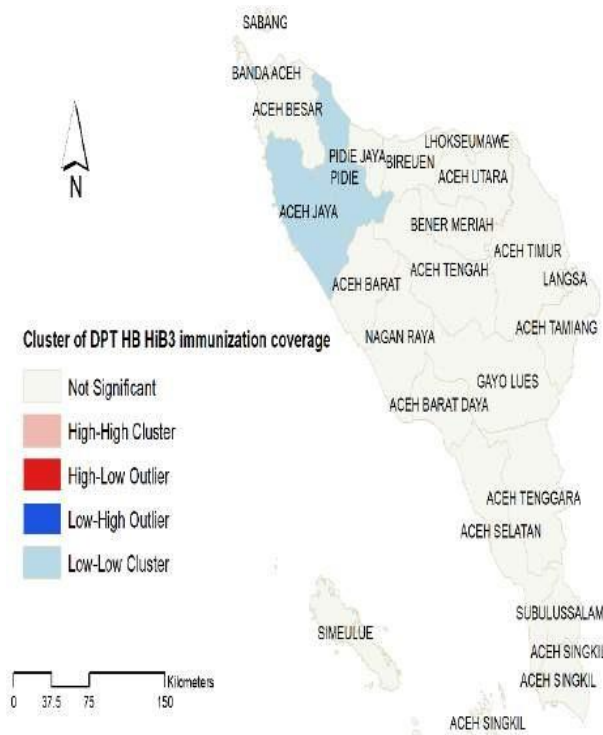 SABANG
BANDA ACEH
ACEH BESAR
N
LHOKSEUMAWE
PIDIE JAYA
BIREUEN
PIDIE
ACEH UTARA
ACEH JAYA
BENER MERIAH
ACEH TIMUR
ACEH TENGAH
LANGSA
ACEH BARAT
ACEH TAMIANG
NAGAN RAYA
Cluster of DPT HB HiB3 immunization coverage
Not Significant
GAYO LUES
High-High Cluster
ACEH BARAT DAYA
High-Low Outlier
ACEH TENGGARA
Low-High Outlier
ACEH SELATAN
Low-Low Cluster
SUBULUSSALAM
SIMEULUE
ACEH SINGKIL
ACEH SINGKIL
Kilometers
0 37.5 75 150
ACEH SINGKIL